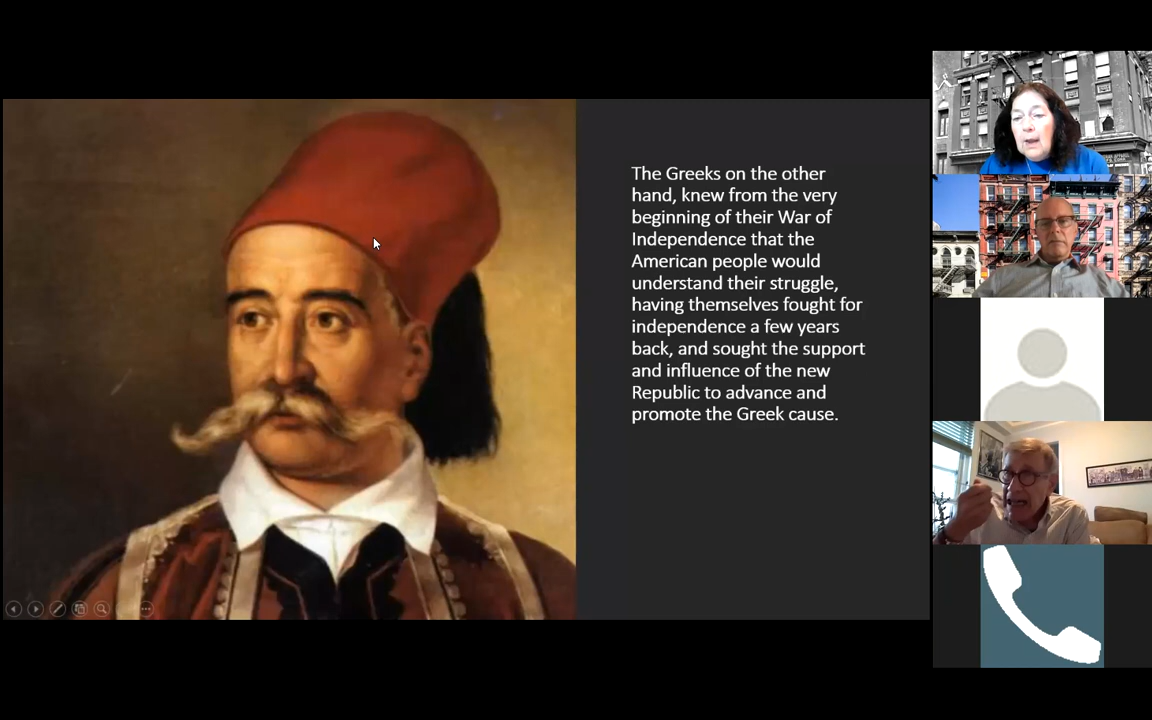 The Greeks on the other
hand, knew from the very
beginning of their War of
Independence that the
American people would
understand their struggle,
having themselves fought for
independence a few years
back, and sought the support
and influence of the new
Republic to advance and
promote the Greek cause.